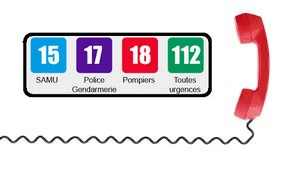 15 17 18 112
SAMU Police Pompiers Toutes
Gendarmerie urgences